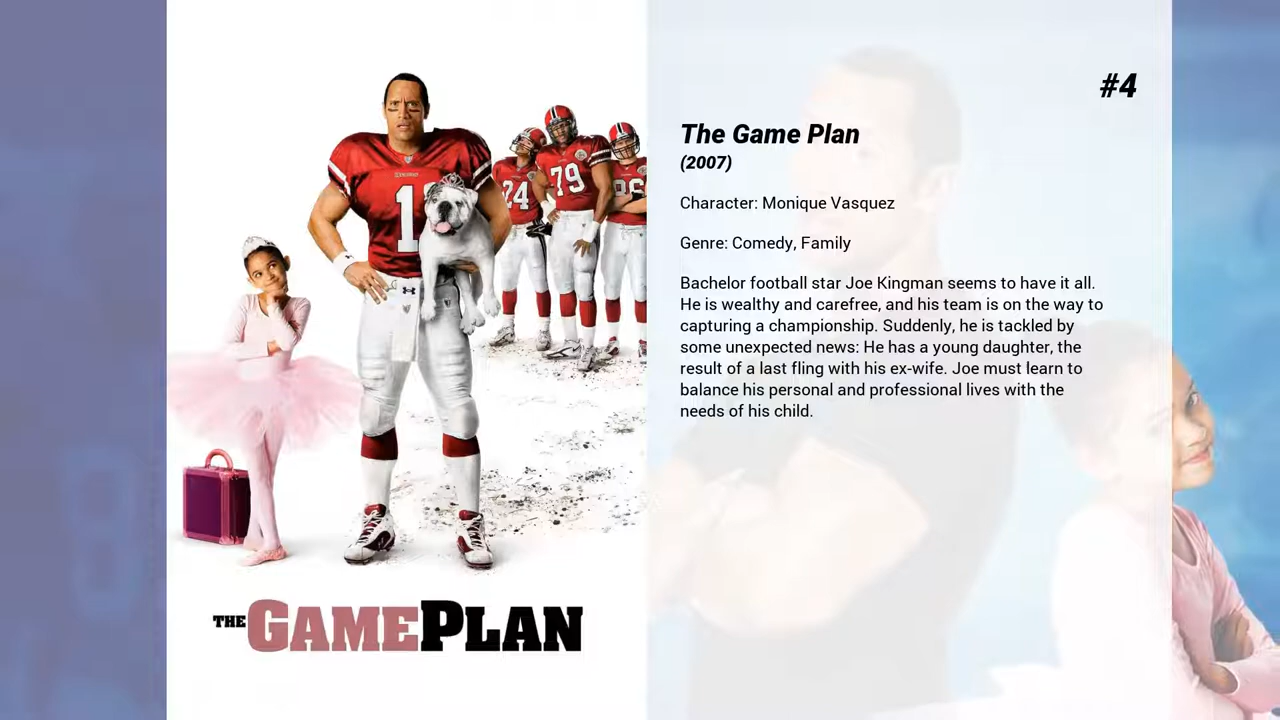 #4
The Game Plan
(2007)
Character: Monique Vasquez
Genre: Comedy, Family
Bachelor football star Joe Kingman seems to have it all.
He is wealthy and carefree, and his team is on the way to
capturing a championship. Suddenly, he is tackled by
some unexpected news: He has a young daughter, the
result of a last fling with his ex-wife. Joe must learn to
balance his personal and professional lives with the
needs of his child.
24
79
86
THE GAME PLAN